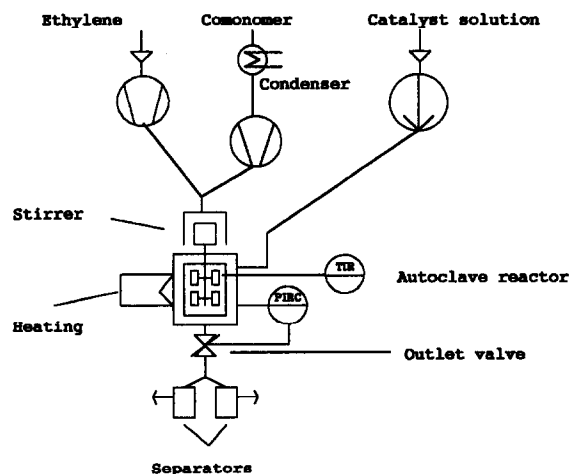 Ethylene Comonomer Catalyst solution
Condenser
Stirrer
TIR
Autoclave reactor
PIRC
Heating
Outlet valve
Separators